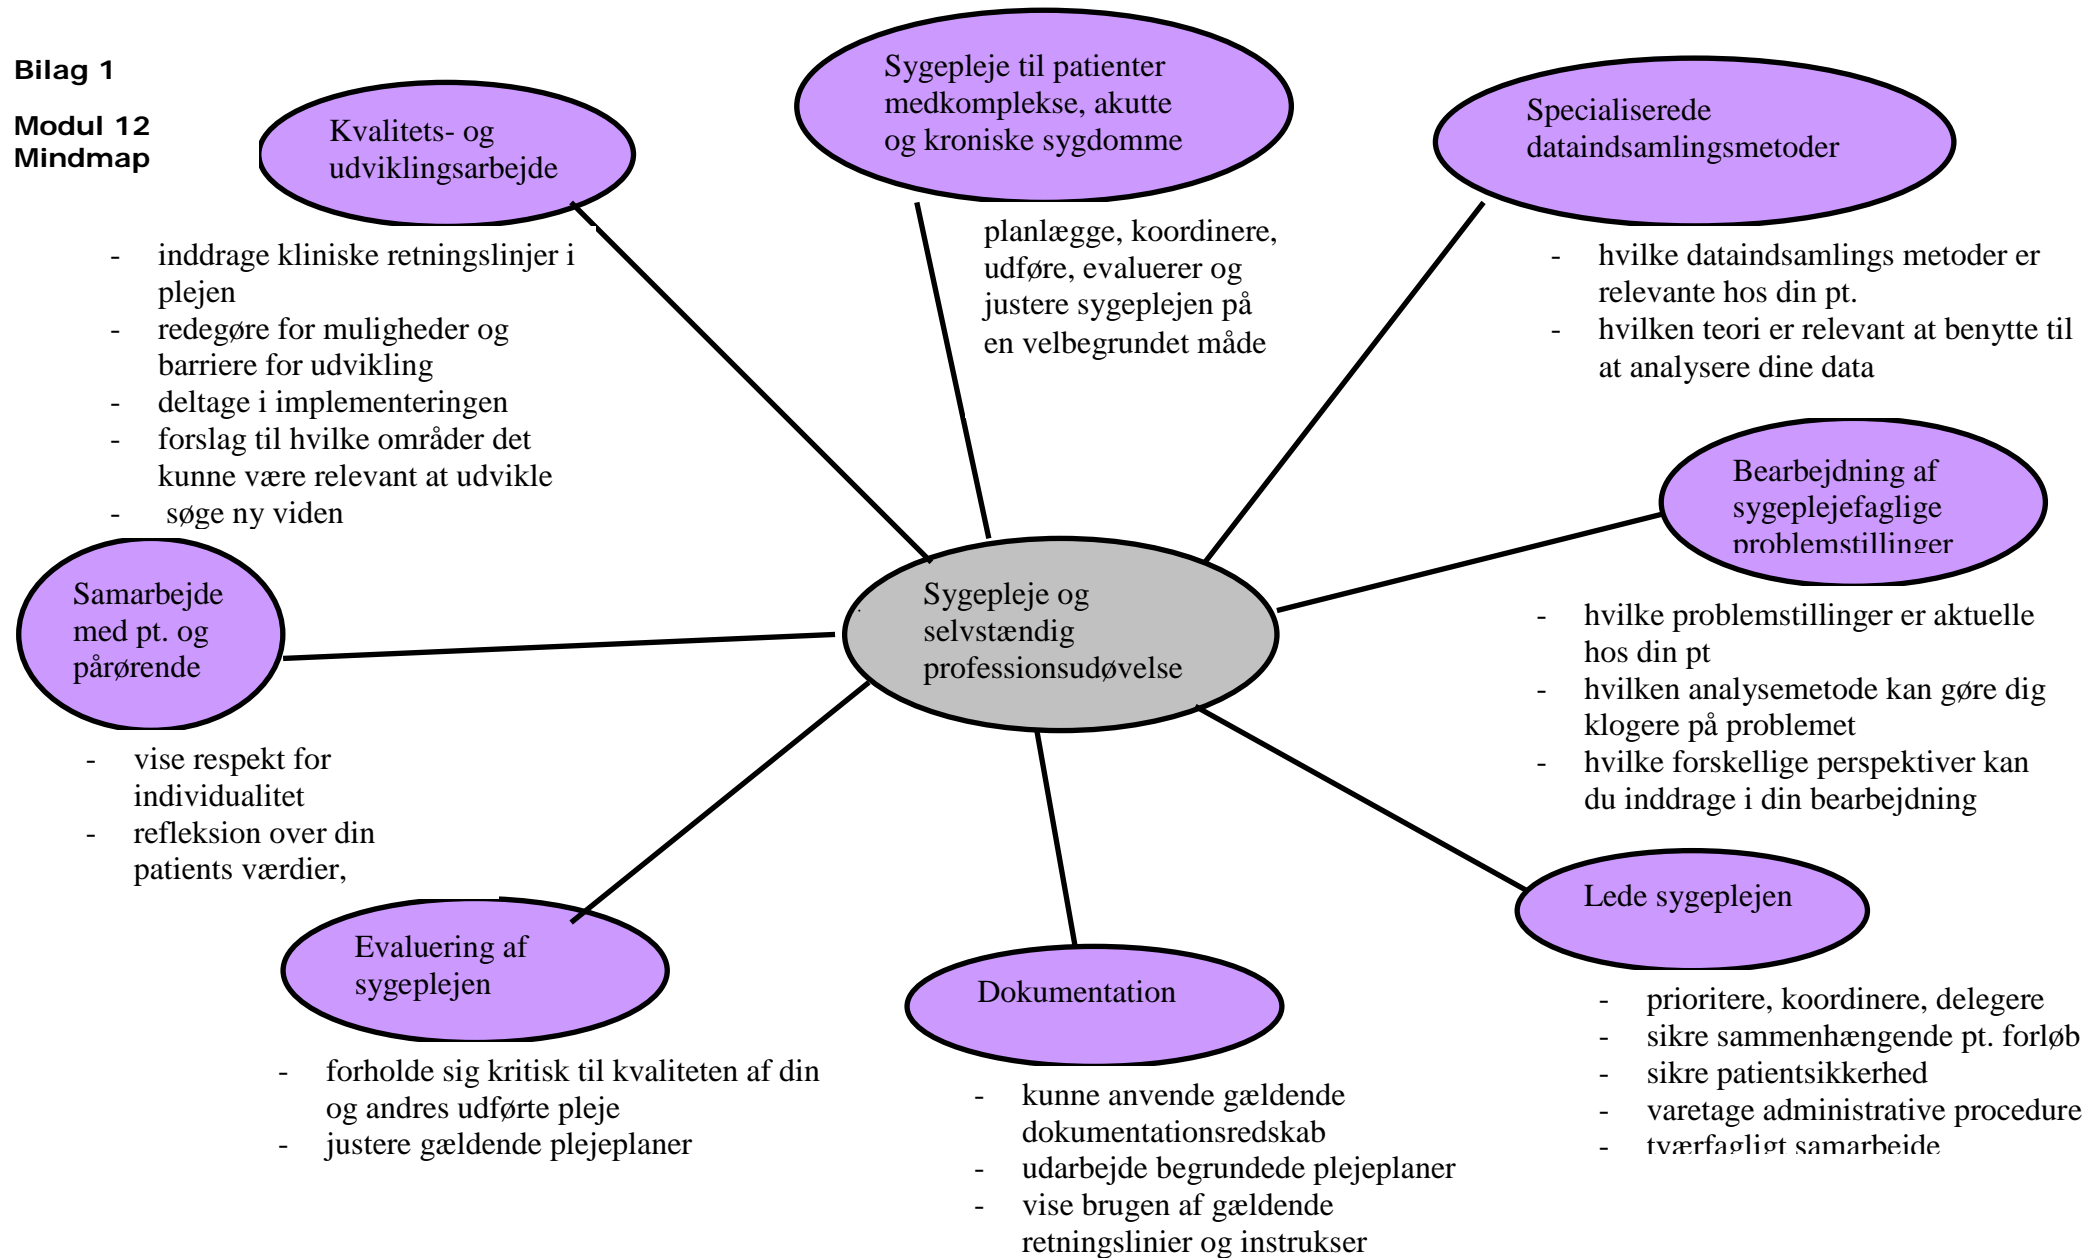 Bilag 1
Modul 12
Mindmap
Kvalitets- og
udviklingsarbejde
- inddrage kliniske retningslinjer i
plejen
- redegøre for muligheder og
barriere for udvikling
- deltage i implementeringen
- forslag til hvilke områder det
kunne være relevant at udvikle
- søge ny viden
Sygepleje til patienter
medkomplekse, akutte
og kroniske sygdomme
planlægge, koordinere,
udføre, evaluerer og
justere sygeplejen på
en velbegrundet måde
Specialiserede
dataindsamlingsmetoder
- hvilke dataindsamlings metoder er
relevante hos din pt.
- hvilken teori er relevant at benytte til
at analysere dine data
Bearbejdning af
sygeplejefaglige
problemstillinger
- hvilke problemstillinger er aktuelle
hos din pt
- hvilken analysemetode kan gøre dig
klogere på problemet
- hvilke forskellige perspektiver kan
du inddrage i din bearbejdning
Samarbejde
med pt. og
pårørende
- vise respekt for
individualitet
- refleksion over din
patients værdier,
Sygepleje og
selvstændig
professionsudøvelse
Lede sygeplejen
- prioritere, koordinere, delegere
- sikre sammenhængende pt. forløb
- sikre patientsikkerhed
- varetage administrative procedure
- tværfagligt samarbejde
Evaluering af
sygeplejen
- forholde sig kritisk til kvaliteten af din
og andres udførte pleje
- justere gældende plejeplaner
Dokumentation
- kunne anvende gældende
dokumentationsredskab
- udarbejde begrundede plejeplaner
- vise brugen af gældende
retningslinier og instrukser